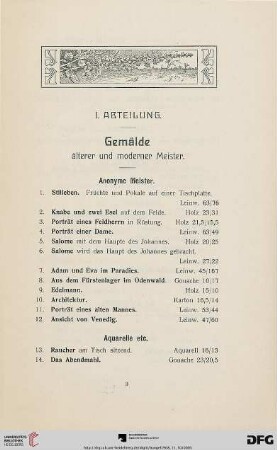 I. ABTEILUNG.
Gemälde
älterer und moderner Meister.
Anonyme Meister.
1. Stilleben. Früchte und Pokale auf einer Tischplatte.
Leinw. 63/76
2. Knabe und zwei Esel auf dem Felde. Holz 23,31
3. Porträt eines Feldherrn in Rüstung. Holz 21,5/15,5
4. Porträt einer Dame. Leinw. 63/49
5. Salome mit dem Haupte des Johannes. Holz 20/25
6. Salome wird das Haupt des Johannes gebracht.
Leinw. 27/22
7. Adam und Eva im Paradies. Leinw. 45/167
8. Aus dem Fürstenlager im Odenwald. Gouache 10/17
9. Edelmann. Holz 15/10
10. Architektur. Karton 16,5/14
11. Porträt eines alten Mannes. Leinw. 53,44
12. Ansicht von Venedig. Leinw. 47/60
Aquarelle etc.
13. Raucher am Tisch sitzend. Aquarell 16/13
14. Das Abendmahl. Gouache 23/20,5
3
UNIVERSITÄTS-
BIBLIOTHEK
HEIDELBERG
DFG